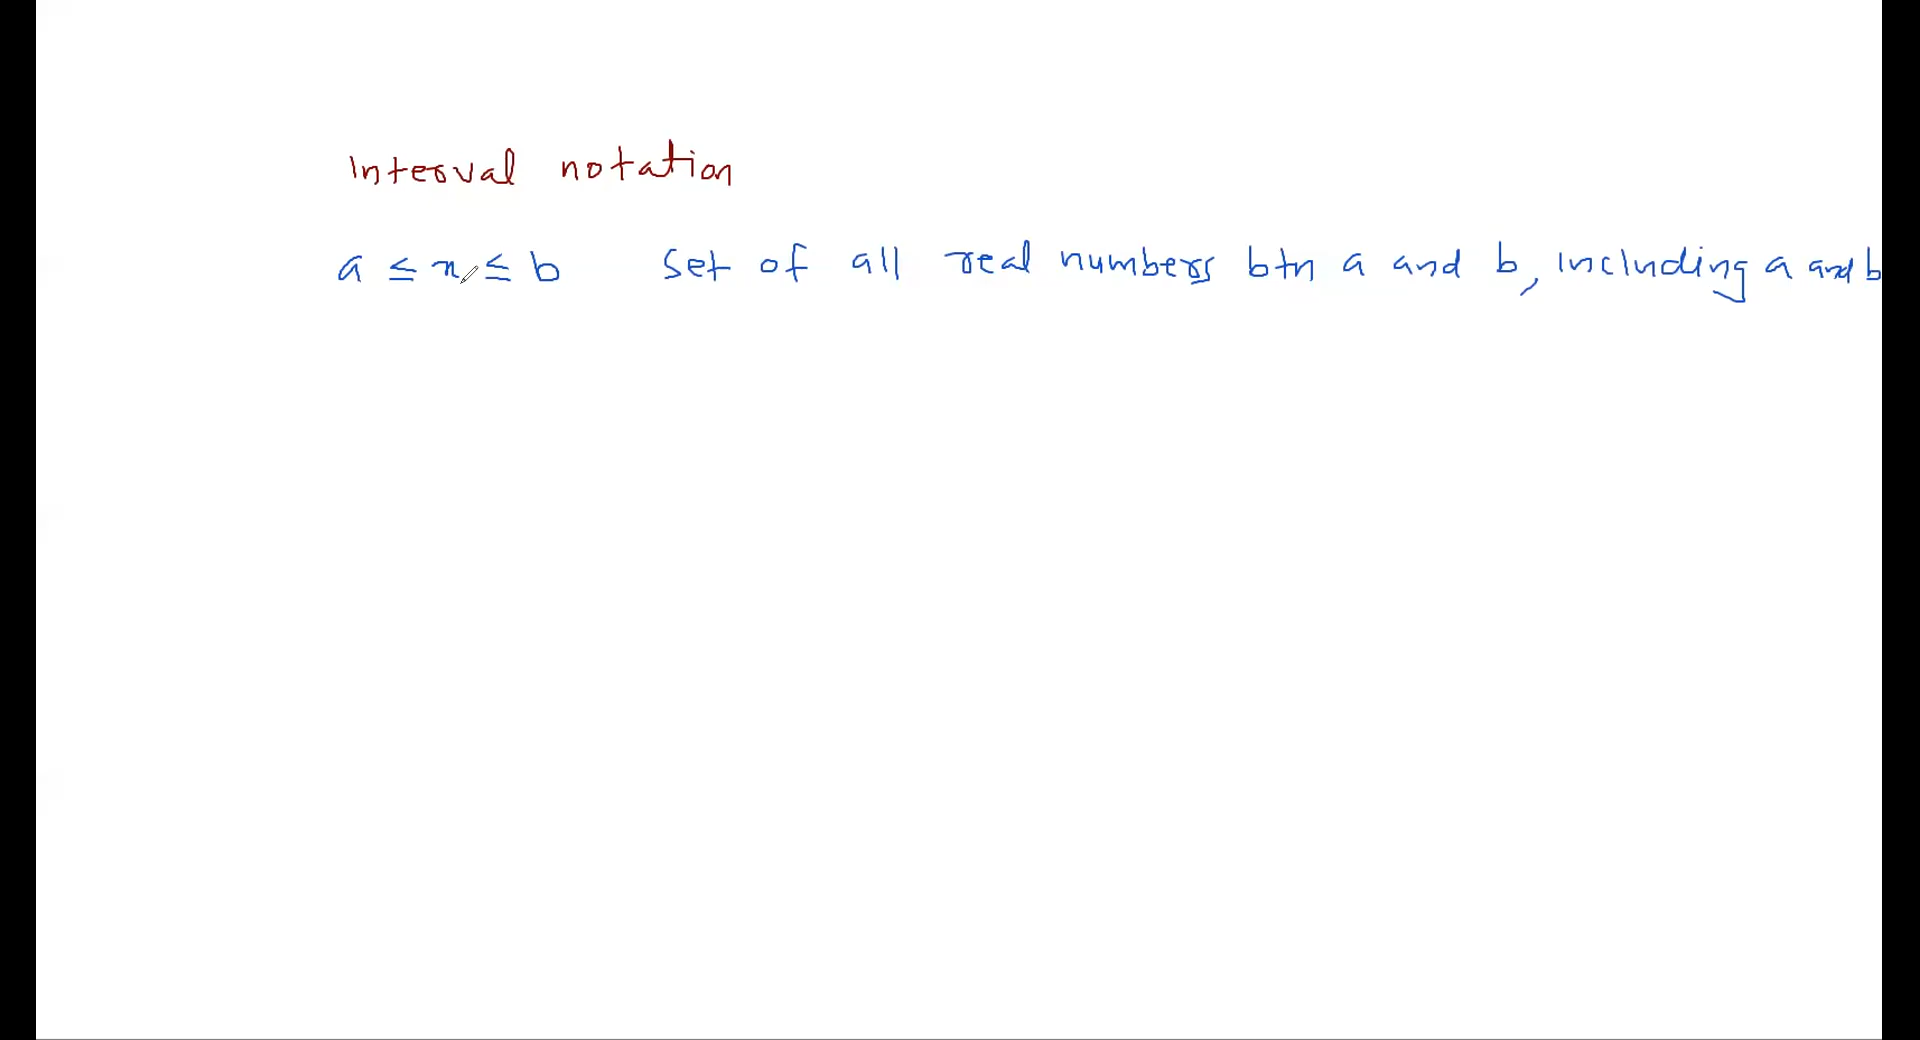 Interval notation
a ≤ x ≤ b set of all real numbers btn a and b, including a and b